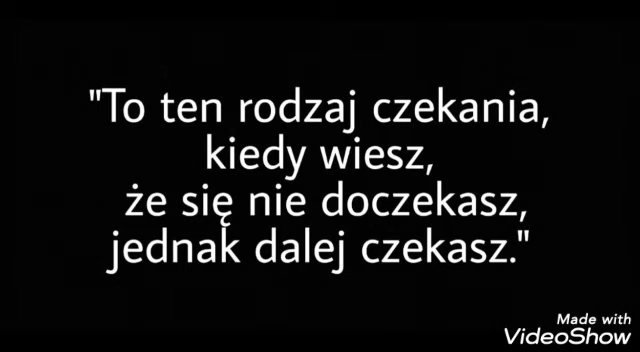 "To ten rodzaj czekania,
kiedy wiesz,
że się nie doczekasz,
jednak dalej czekasz."
Made with
VideoShow